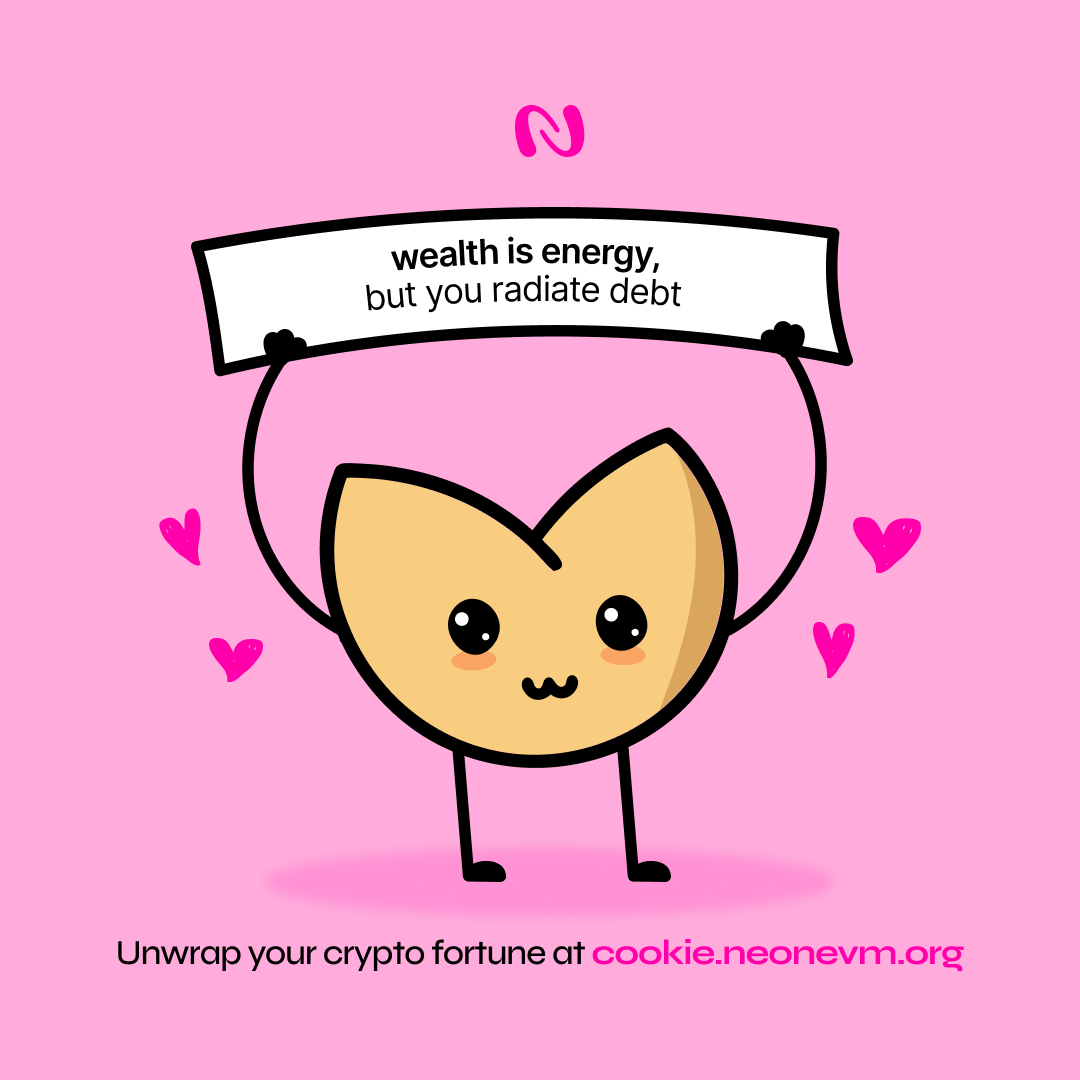 wealth is energy,
but you radiate debt
Unwrap your crypto fortune at cookie.neonevm.org